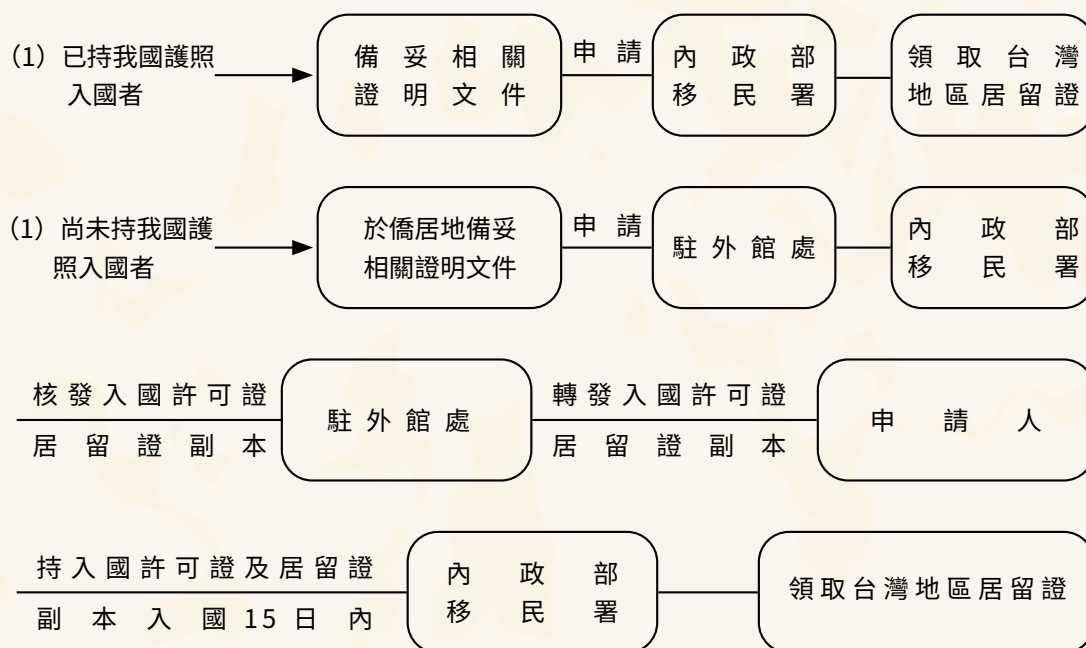 (1) 已持我國護照
入國者
備妥相關
證明文件
申請
內政部
移民署
領取台灣
地區居留證
(1) 尚未持我國護
照入國者
於僑居地備妥
相關證明文件
申請
駐外館處
內政部
移民署
核發入國許可證
居留證副本
駐外館處
轉發入國許可證
居留證副本
申請人
持入國許可證及居留證
副本入國15日內
內政部
移民署
領取台灣地區居留證